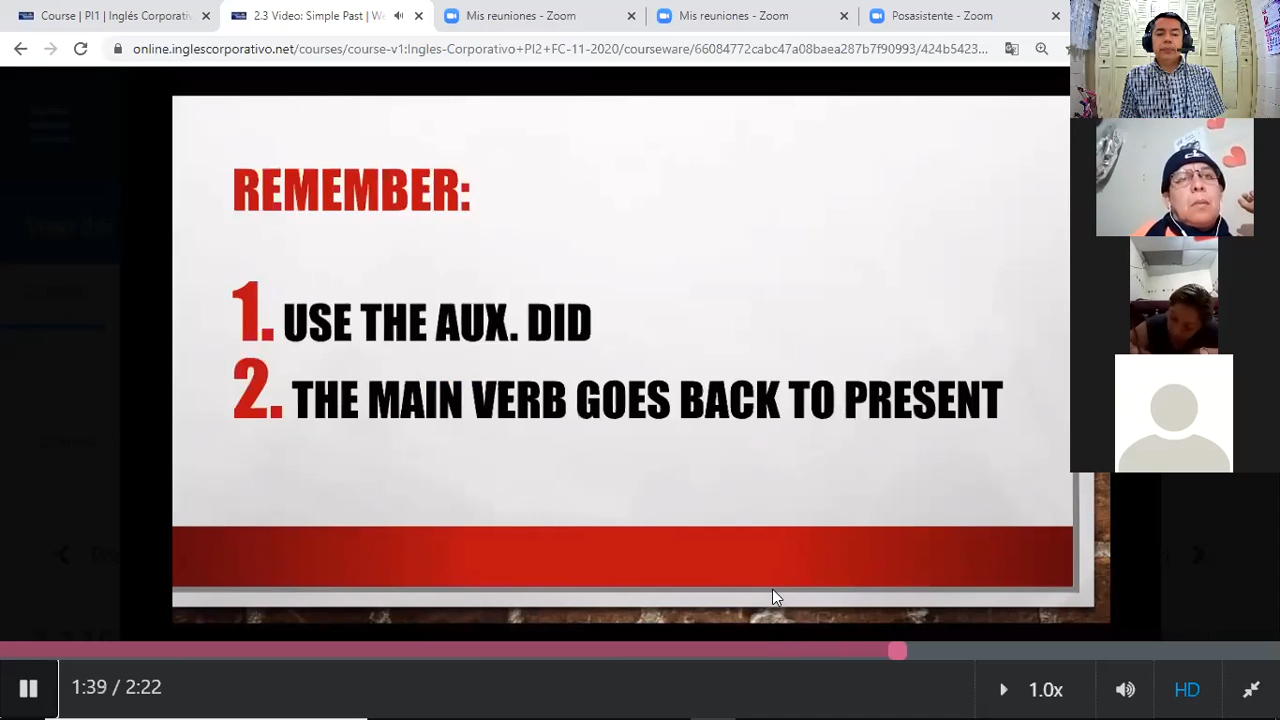 Course | PI1 | Inglés Corporativ
2.3 Video: Simple Past | We
Mis reuniones - Zoom
Mis reuniones - Zoom
Posasistente - Zoom
online.inglescorporativo.net/courses/course-v1:Ingles-Corporativo+PI2+FC-11-2020/courseware/66084772cabc47a08baea287b7f90993/424b5423...
REMEMBER:
1. USE THE AUX. DID
2. THE MAIN VERB GOES BACK TO PRESENT
1:39 / 2:22
1.0x
HD